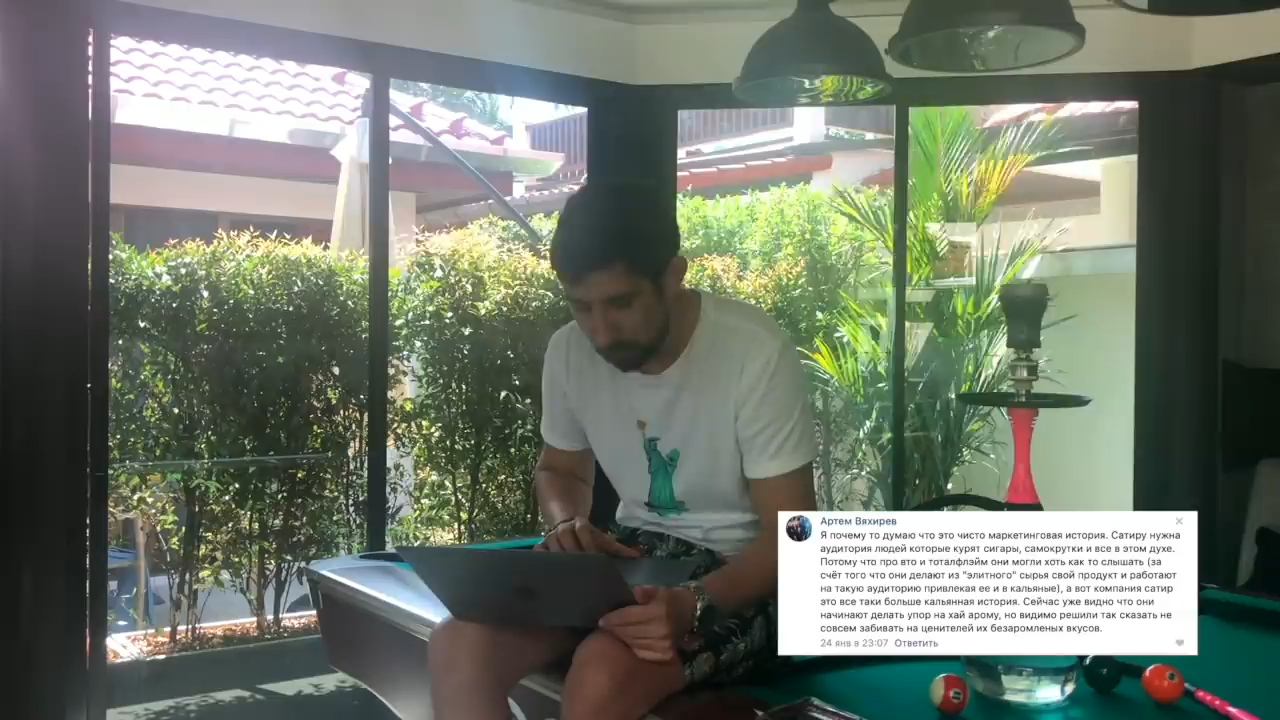 Артем Вяхирев
Я почему то думаю что это чисто маркетинговая история. Сатиру нужна
аудитория людей которые курят сигары, самокрутки и все в этом духе.
Потому что про вто и тоталфлэйм они могли хоть как то слышать (за
счёт того что они делают из "элитного" сырья свой продукт и работают
на такую аудиторию привлекая ее и в кальяные), а вот компания сатир
это все таки больше кальянная история. Сейчас уже видно что они
начинают делать упор на хай арому, но видимо решили так сказать не
совсем забивать на ценителей их безаромленых вкусов.
24 янв в 23:07 Ответить
11